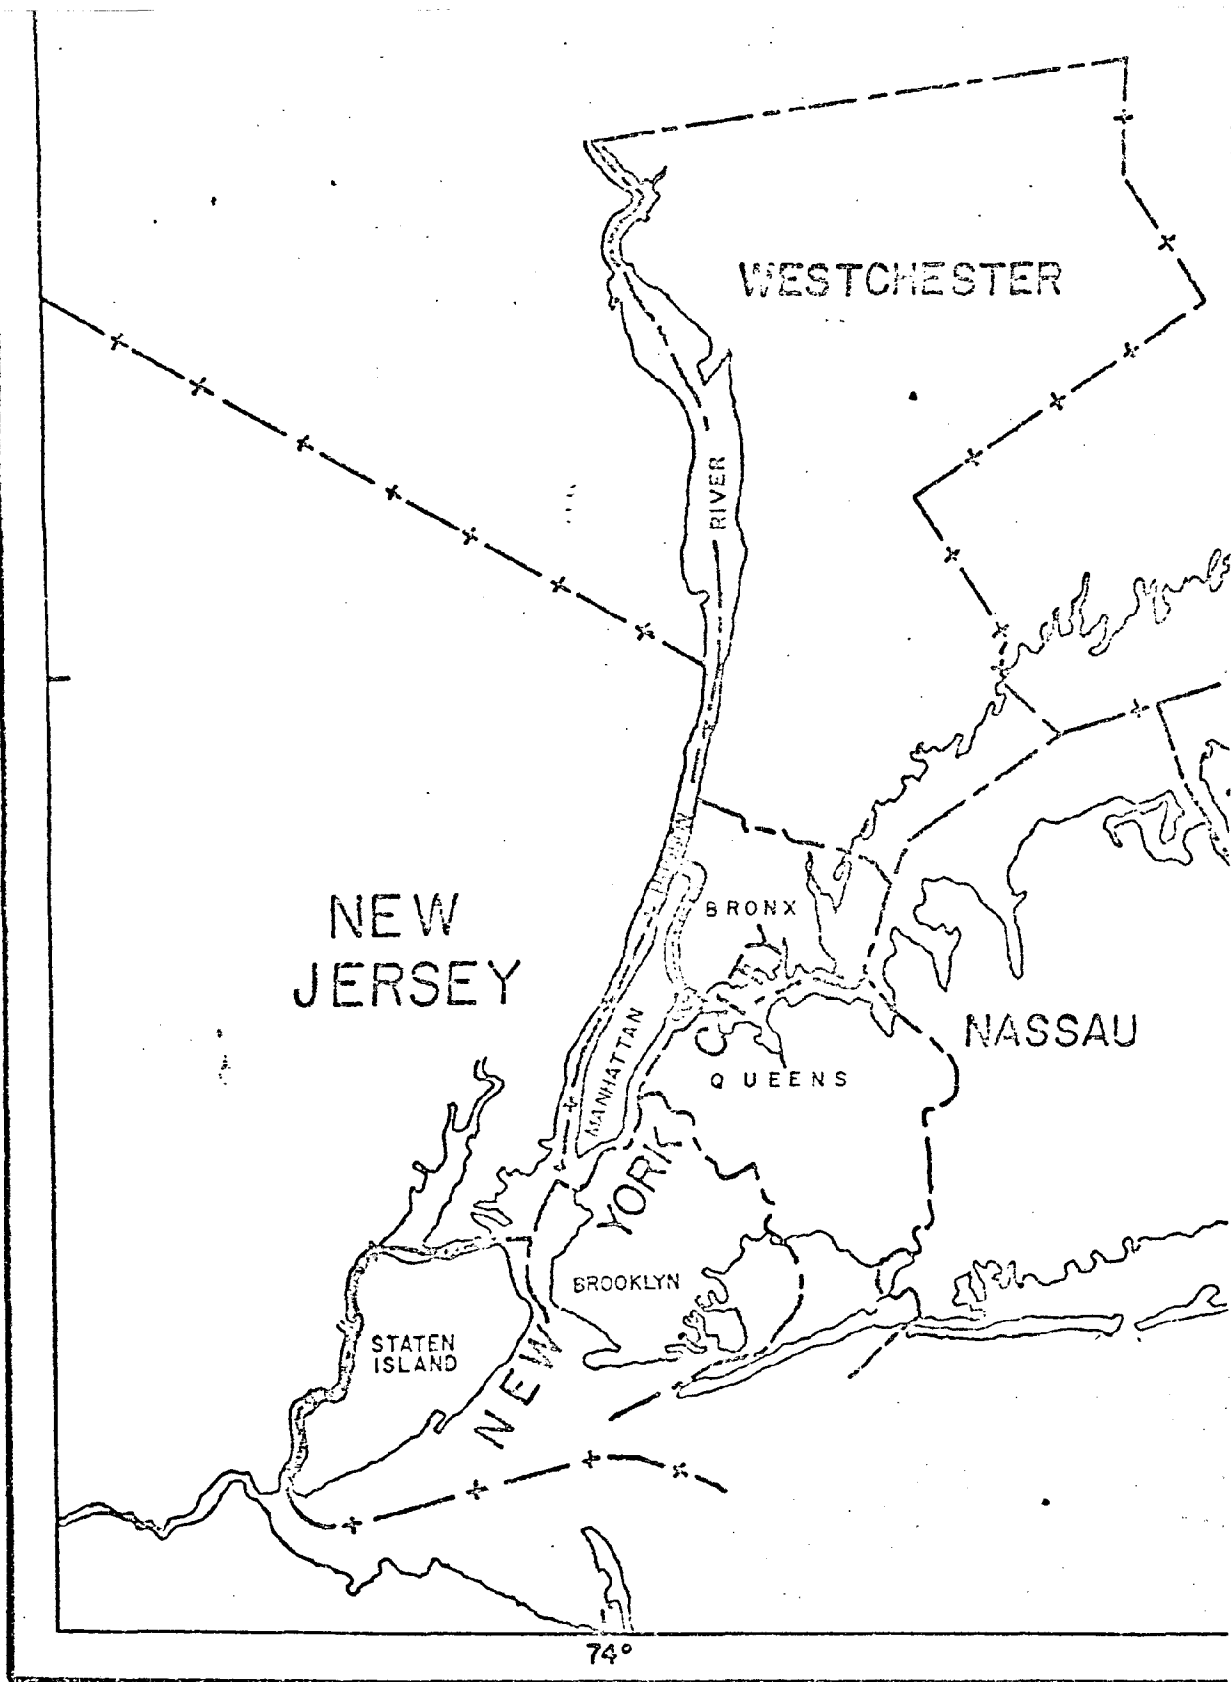 WESTCHESTER
RIVER
NEW
JERSEY
BRONX
MANHATTAN
NASSAU
QUEENS
NEW YORK C
BROOKLYN
STATEN
ISLAND
74°